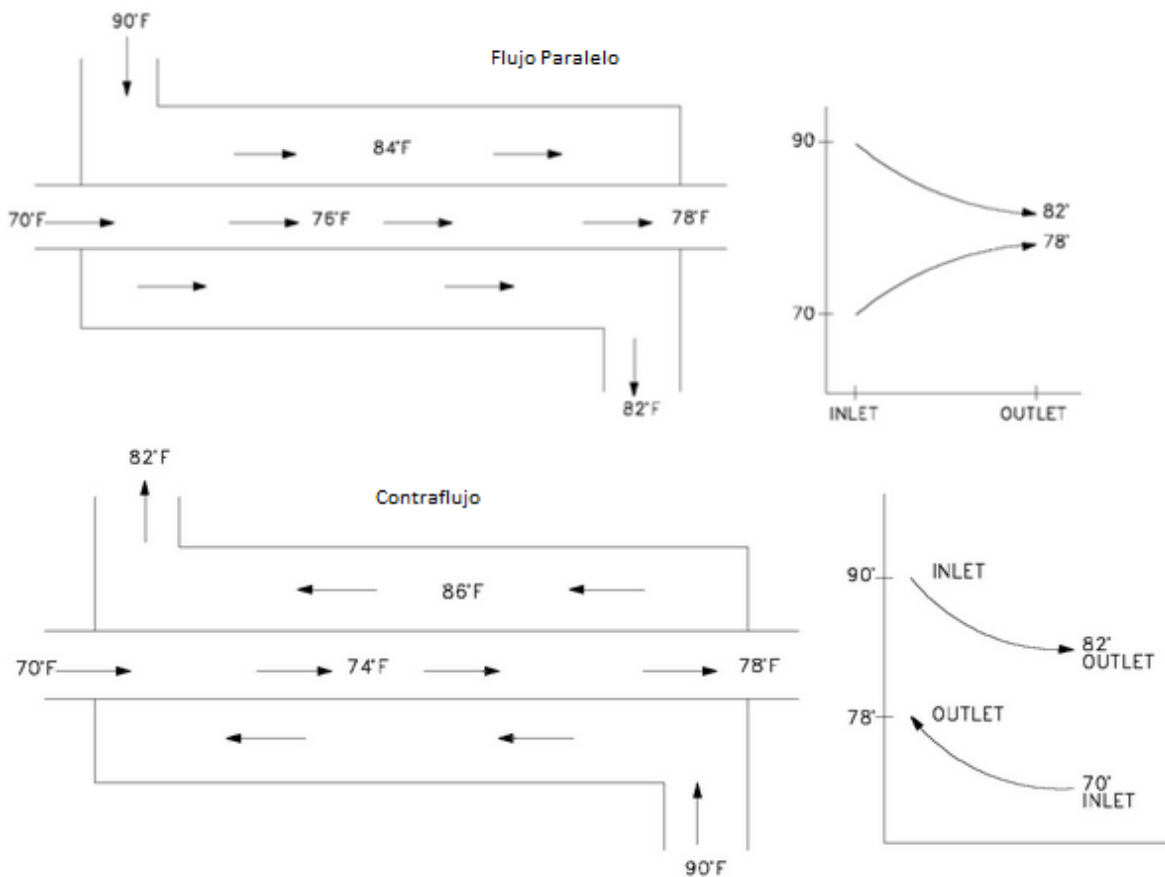 90°F
Flujo Paralelo
84°F
70°F 76°F 78°F
82°F
90
82°
78°
70
INLET OUTLET
82°F
Contraflujo
86°F
70°F 74°F 78°F
90°F
90°
INLET
82°
OUTLET
78°
OUTLET
70°
INLET